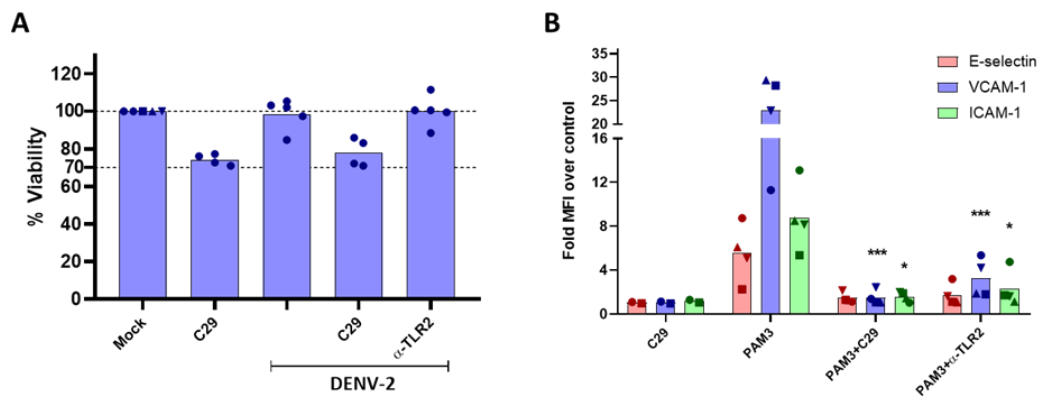 A
% Viability
120
100
80
70
60
40
20
0
Mock
C29
C29
α-TLR2
DENV-2
B
Fold MFI over control
35
30
25
20
16
12
8
4
0
E-selectin
VCAM-1
ICAM-1
***
*
***
*
C29
PAM3
PAM3+C29
PAM3+α-TLR2